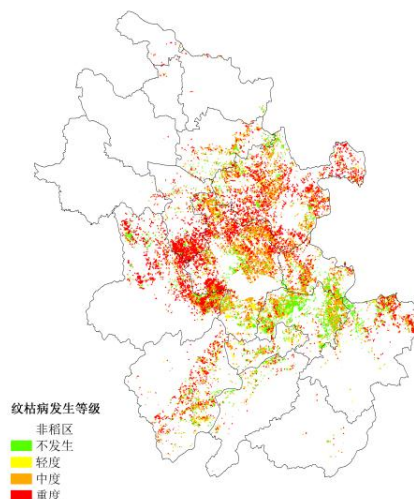 纹枯病发生等级
非稻区
不发生
轻度
中度
重度